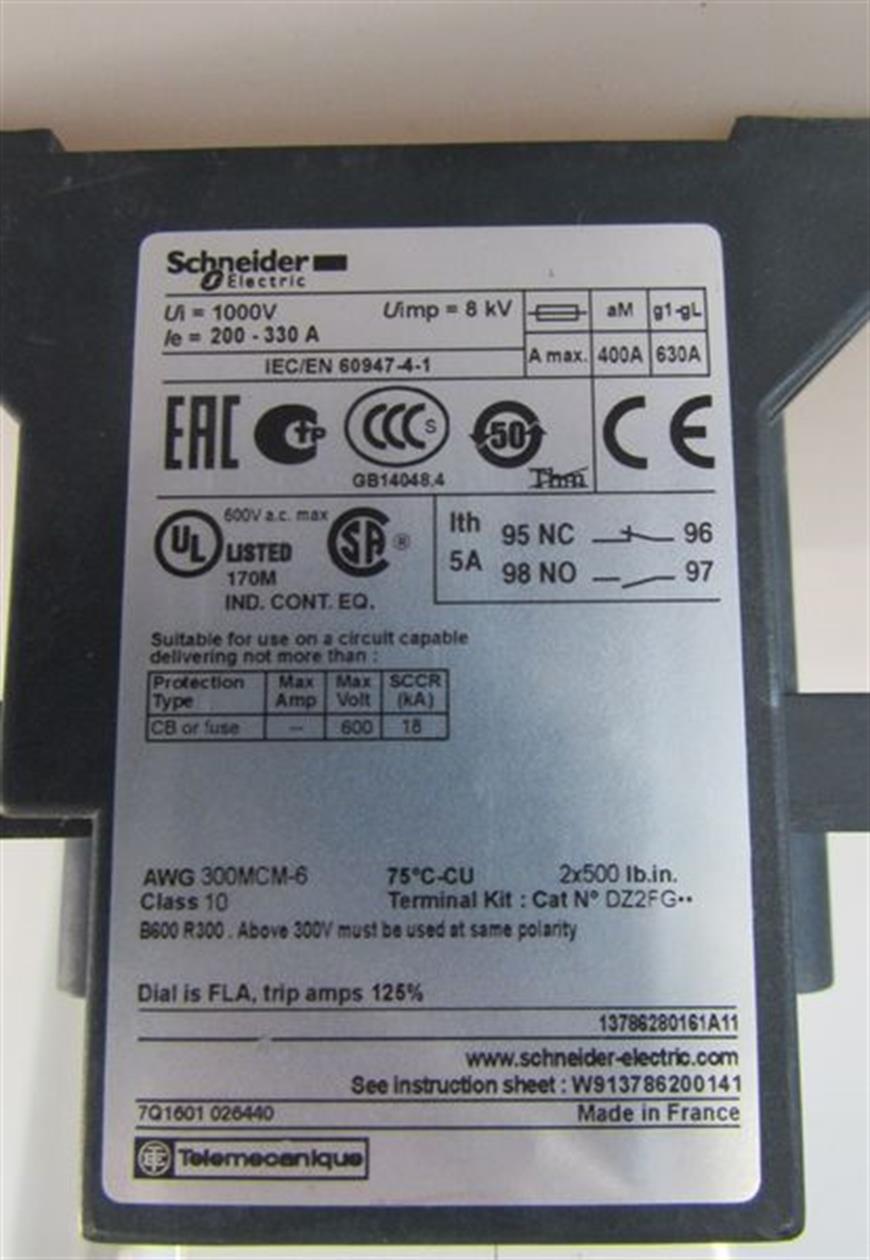 Schneider
Electric
Ui = 1000V
Uimp = 8 kV
aM
g1-gL
Ie = 200 - 330 A
A max.
400A
630A
IEC/EN 60947-4-1
EAC
CCC S
50
CE
GB14048.4
Thm
UL
600V a.c. max
LISTED
170M
IND. CONT. EQ.
SA ®
Ith
5A
95 NC
96
98 NO
97
Suitable for use on a circuit capable
delivering not more than :
Protection Type
Max Amp
Max Volt
SCCR (kA)
CB or fuse
--
600
18
AWG 300MCM-6
75°C-CU
2x500 lb.in.
Class 10
Terminal Kit : Cat N° DZ2FG••
B600 R300 . Above 300V must be used at same polarity
Dial is FLA, trip amps 125%
13786280161A11
www.schneider-electric.com
See instruction sheet : W913786200141
7Q1601 026440
Made in France
Telemecanique